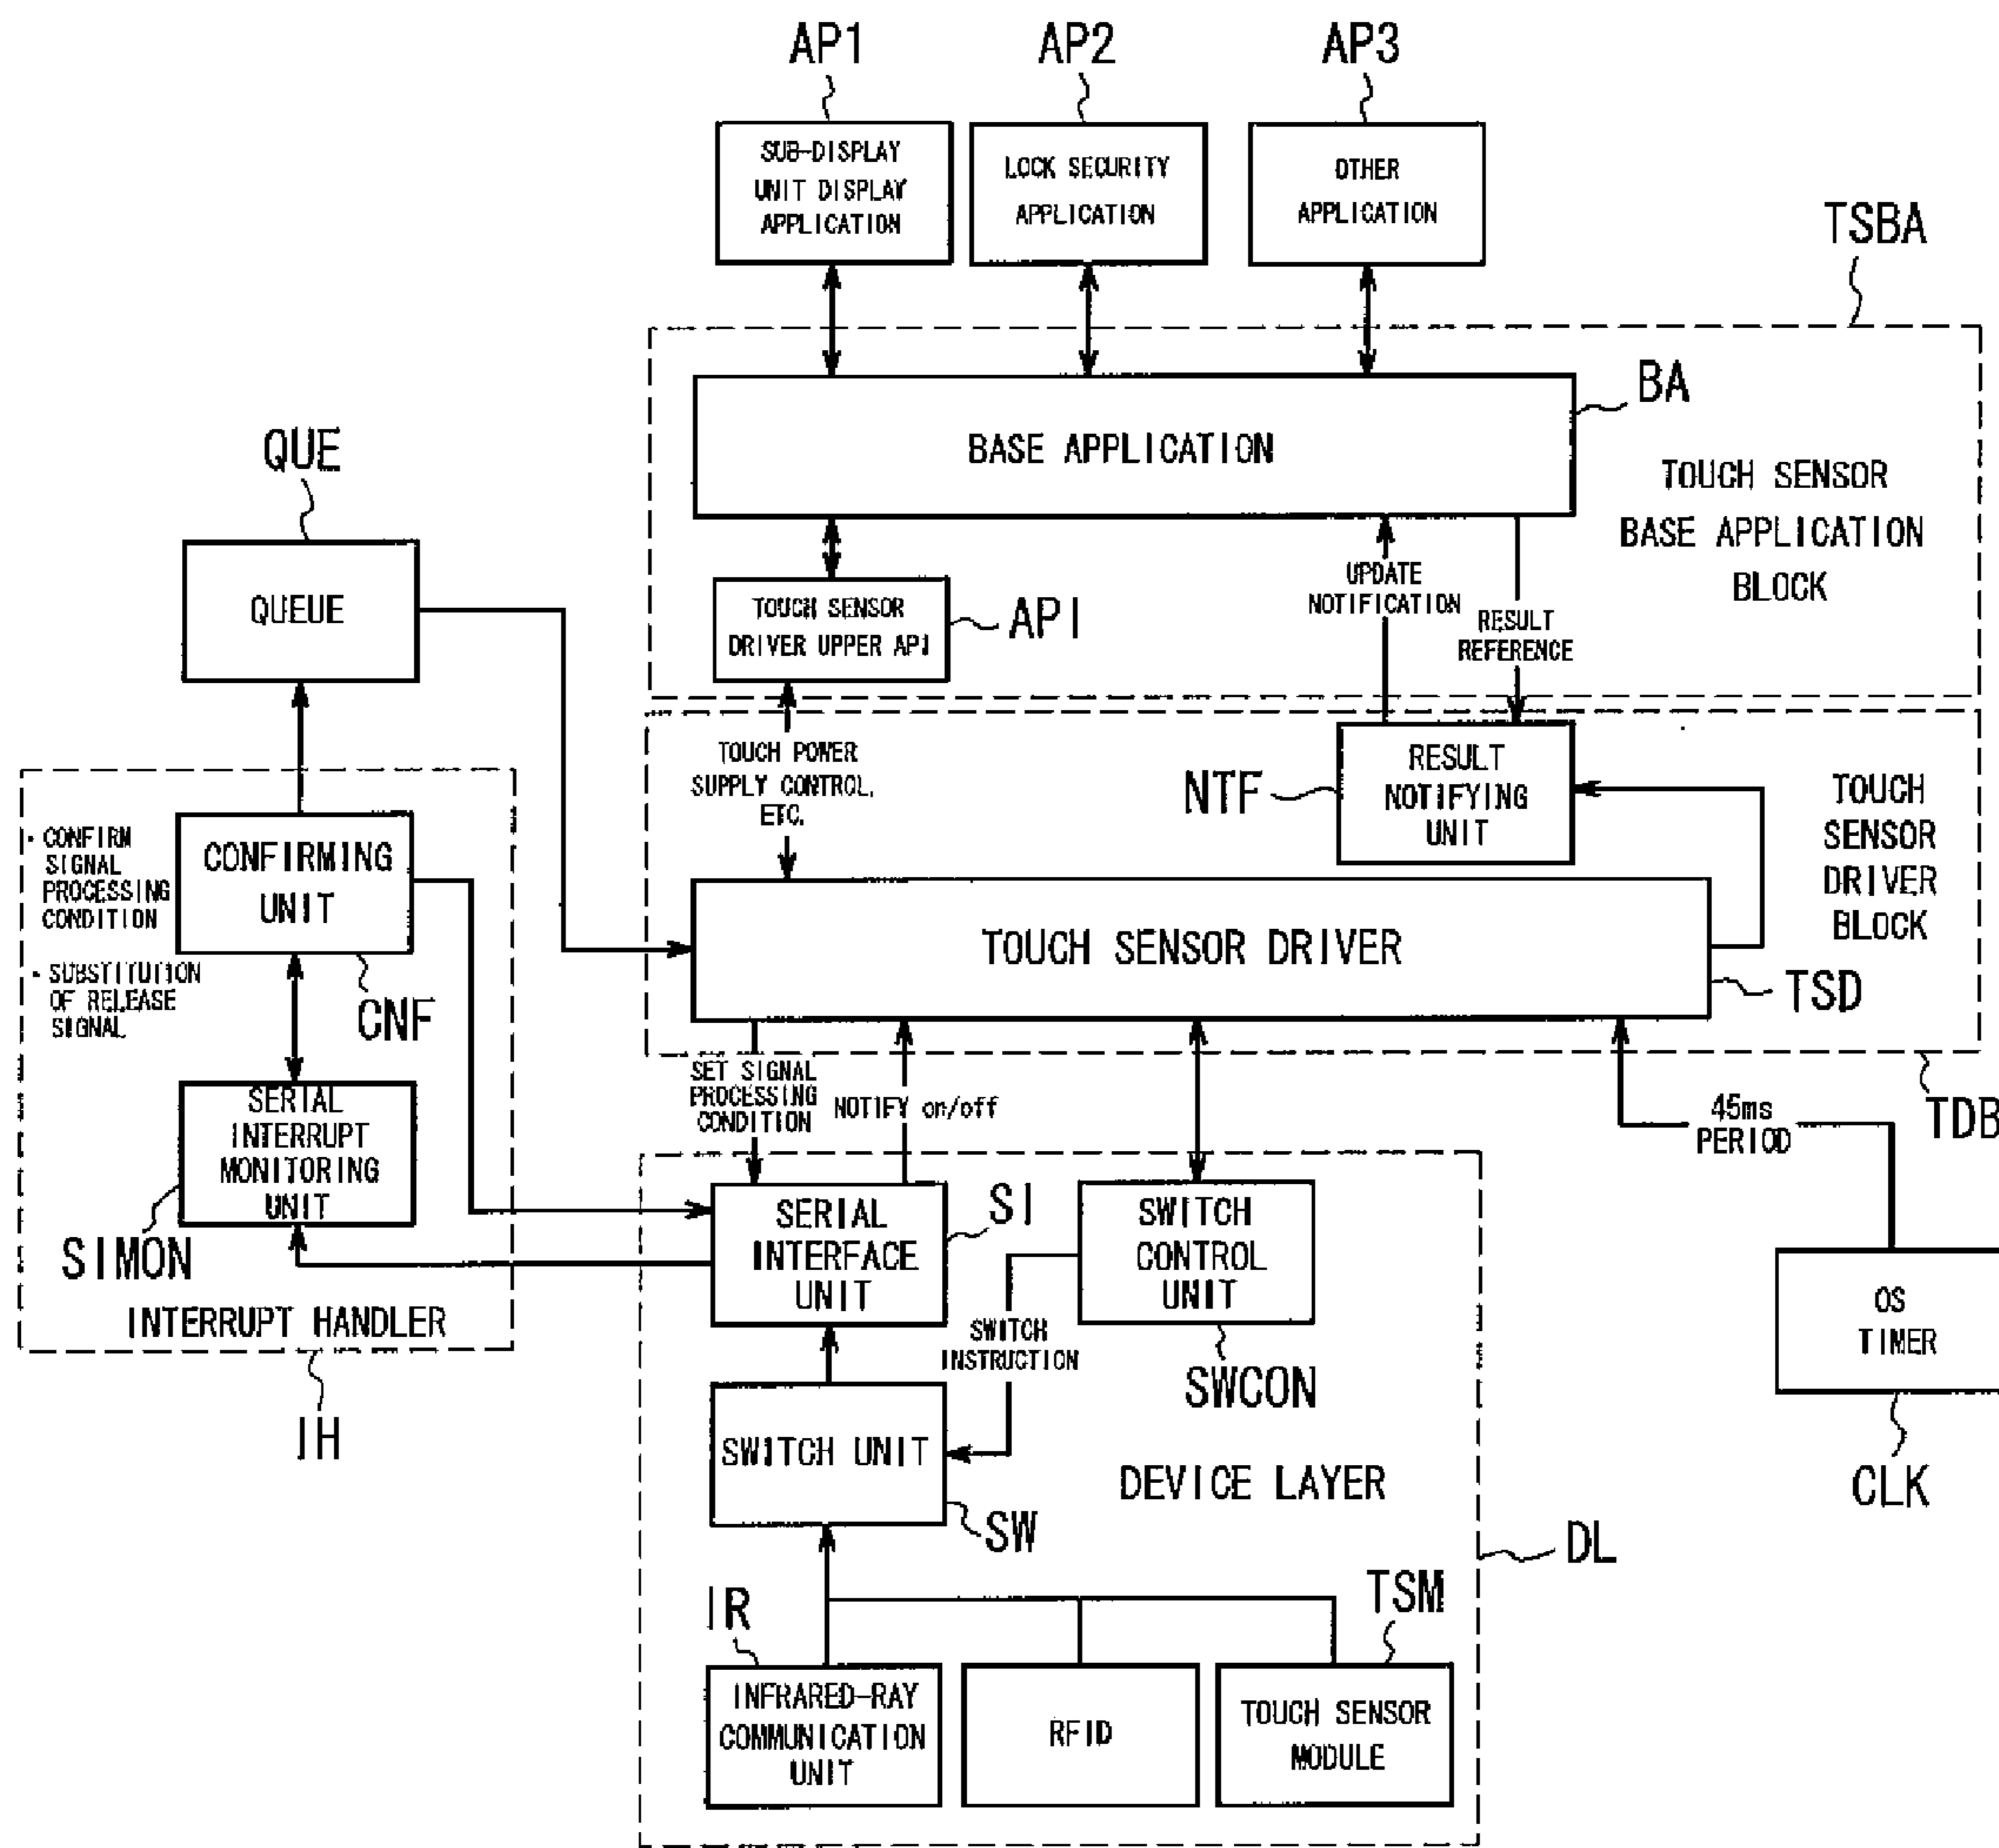 AP1
AP2
AP3
SUB-DISPLAY
UNIT DISPLAY
APPLICATION
LOCK SECURITY
APPLICATION
OTHER
APPLICATION
TSBA
BA
BASE APPLICATION
TOUCH SENSOR
BASE APPLICATION
BLOCK
QUE
QUEUE
UPDATE
NOTIFICATION
RESULT
REFERENCE
TOUCH SENSOR
DRIVER UPPER API
API
TOUCH POWER
SUPPLY CONTROL,
ETC.
NTF
RESULT
NOTIFYING
UNIT
TOUCH
SENSOR
DRIVER
BLOCK
・CONFIRM
SIGNAL
PROCESSING
CONDITION
・SUBSTITUTION
OF RELEASE
SIGNAL
CONFIRMING
UNIT
CNF
TOUCH SENSOR DRIVER
TSD
SET SIGNAL
PROCESSING
CONDITION
NOTIFY on/off
45ms
PERIOD
TDB
SERIAL
INTERRUPT
MONITORING
UNIT
SIMON
INTERRUPT HANDLER
IH
SERIAL
INTERFACE
UNIT
SI
SWITCH
CONTROL
UNIT
SWCON
SWITCH
INSTRUCTION
OS
TIMER
CLK
SWITCH UNIT
SW
DEVICE LAYER
DL
IR
TSM
INFRARED-RAY
COMMUNICATION
UNIT
RFID
TOUCH SENSOR
MODULE